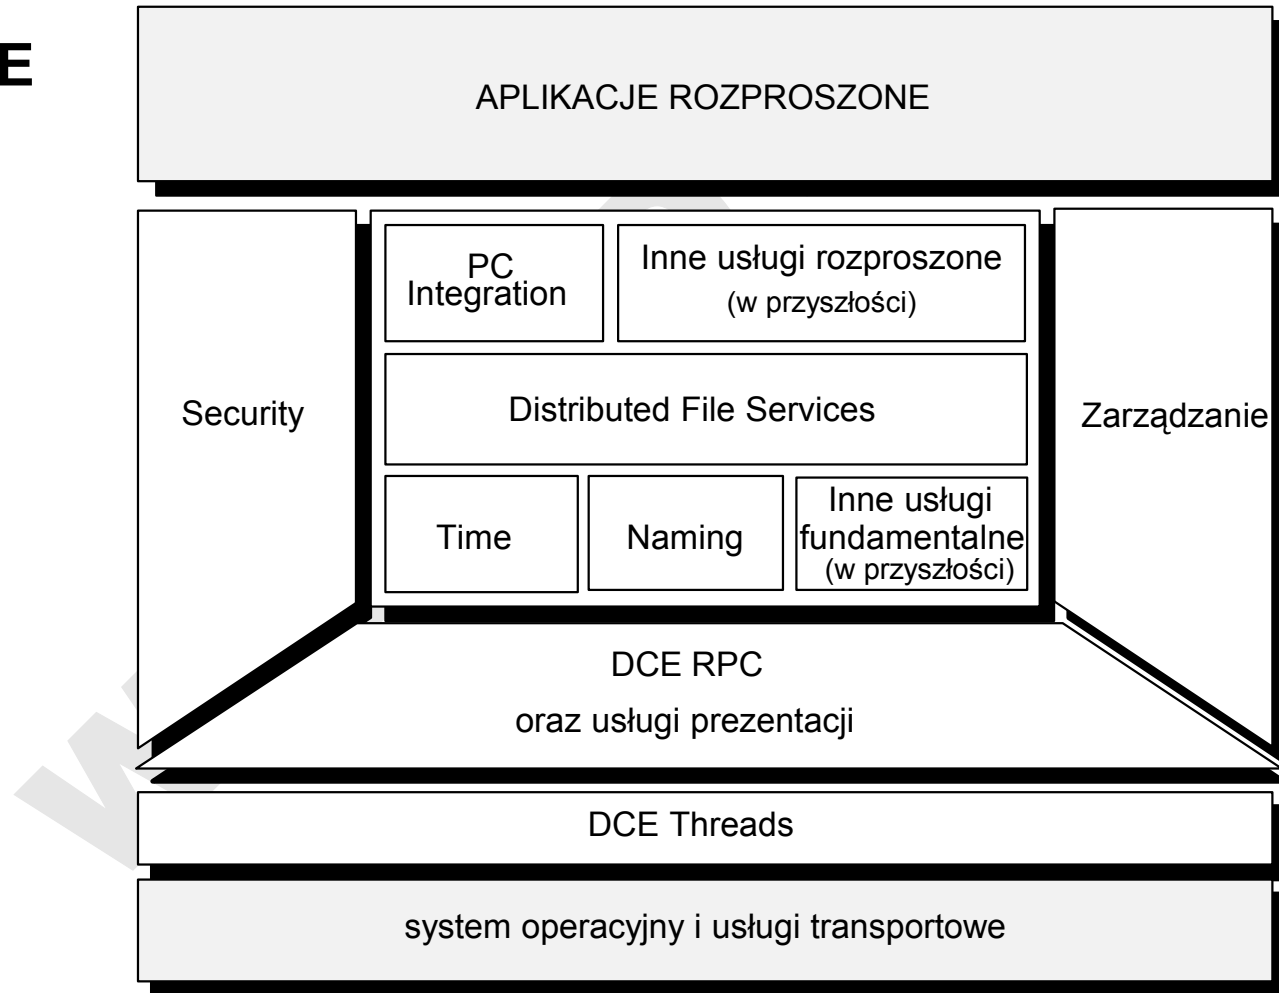 E
APLIKACJE ROZPROSZONE
PC
Integration
Inne usługi rozproszone
(w przyszłości)
Security
Distributed File Services
Zarządzanie
Time
Naming
Inne usługi
fundamentalne
(w przyszłości)
DCE RPC
oraz usługi prezentacji
DCE Threads
system operacyjny i usługi transportowe